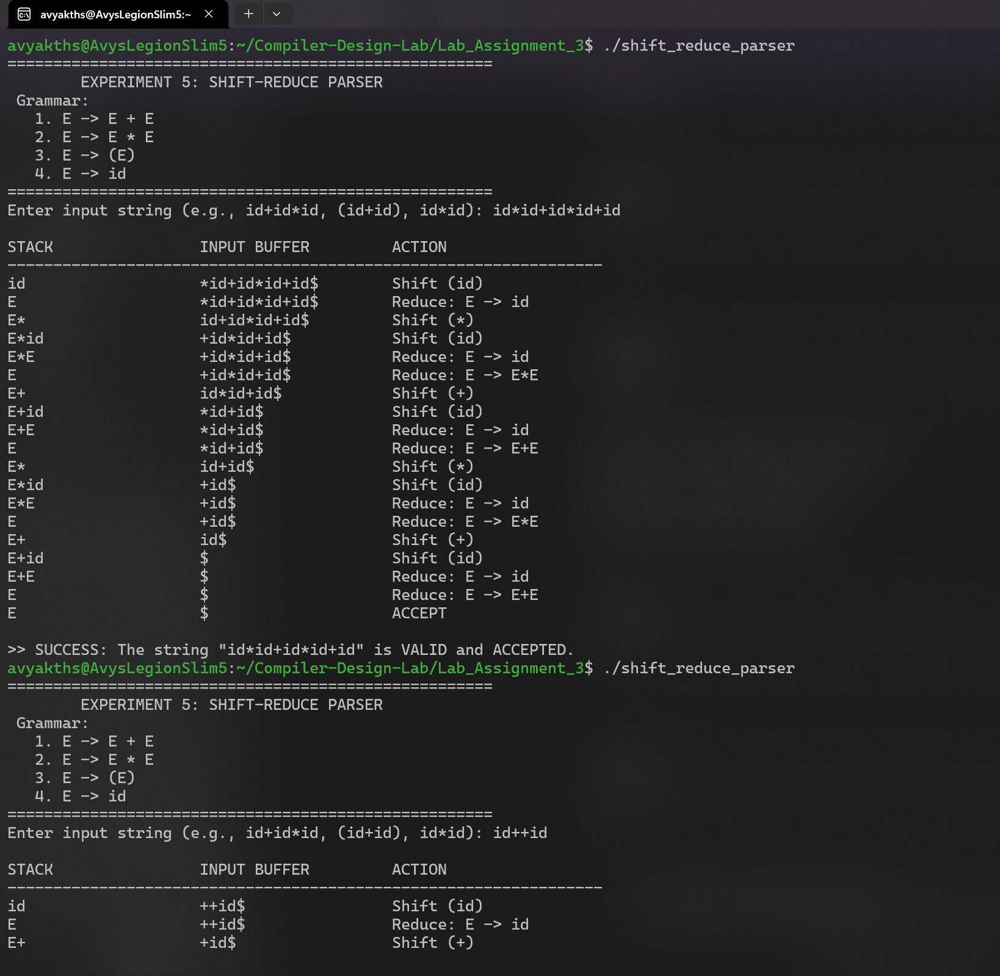 avyakths@AvysLegionSlim5:~
avyakths@AvysLegionSlim5:~/Compiler-Design-Lab/Lab_Assignment_3$ ./shift_reduce_parser
=====================================================
        EXPERIMENT 5: SHIFT-REDUCE PARSER
 Grammar:
   1. E -> E + E
   2. E -> E * E
   3. E -> (E)
   4. E -> id
=====================================================
Enter input string (e.g., id+id*id, (id+id), id*id): id*id+id*id+id

STACK                INPUT BUFFER         ACTION
-----------------------------------------------------------------
id                   *id+id*id+id$        Shift (id)
E                    *id+id*id+id$        Reduce: E -> id
E*                   id+id*id+id$         Shift (*)
E*id                 +id*id+id$           Shift (id)
E*E                  +id*id+id$           Reduce: E -> id
E                    +id*id+id$           Reduce: E -> E*E
E+                   id*id+id$            Shift (+)
E+id                 *id+id$              Shift (id)
E+E                  *id+id$              Reduce: E -> id
E                    *id+id$              Reduce: E -> E+E
E*                   id+id$               Shift (*)
E*id                 +id$                 Shift (id)
E*E                  +id$                 Reduce: E -> id
E                    +id$                 Reduce: E -> E*E
E+                   id$                  Shift (+)
E+id                 $                    Shift (id)
E+E                  $                    Reduce: E -> id
E                    $                    Reduce: E -> E+E
E                    $                    ACCEPT

>> SUCCESS: The string "id*id+id*id+id" is VALID and ACCEPTED.
avyakths@AvysLegionSlim5:~/Compiler-Design-Lab/Lab_Assignment_3$ ./shift_reduce_parser
=====================================================
        EXPERIMENT 5: SHIFT-REDUCE PARSER
 Grammar:
   1. E -> E + E
   2. E -> E * E
   3. E -> (E)
   4. E -> id
=====================================================
Enter input string (e.g., id+id*id, (id+id), id*id): id++id

STACK                INPUT BUFFER         ACTION
-----------------------------------------------------------------
id                   ++id$                Shift (id)
E                    ++id$                Reduce: E -> id
E+                   +id$                 Shift (+)